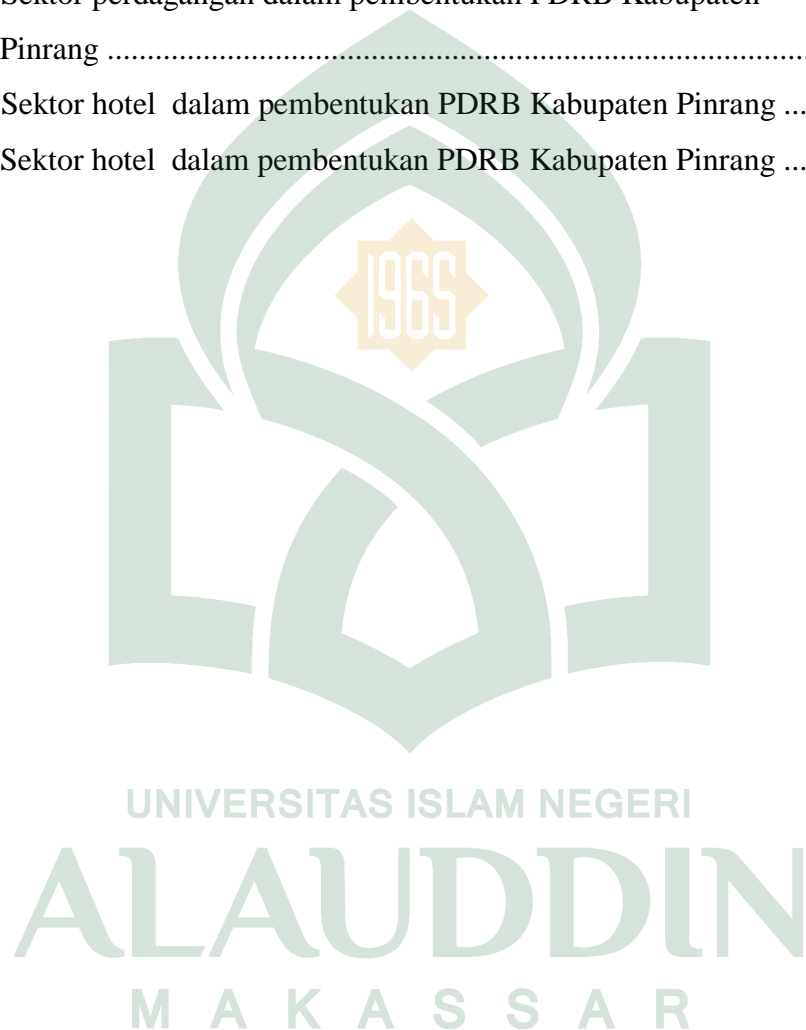 Sektor perdagangan dalam pembentukan PDRB Kabupaten
Pinrang ........................................................................................
Sektor hotel  dalam pembentukan PDRB Kabupaten Pinrang ...
Sektor hotel  dalam pembentukan PDRB Kabupaten Pinrang ...
1965
UNIVERSITAS ISLAM NEGERI
ALAUDDIN
MAKASSAR